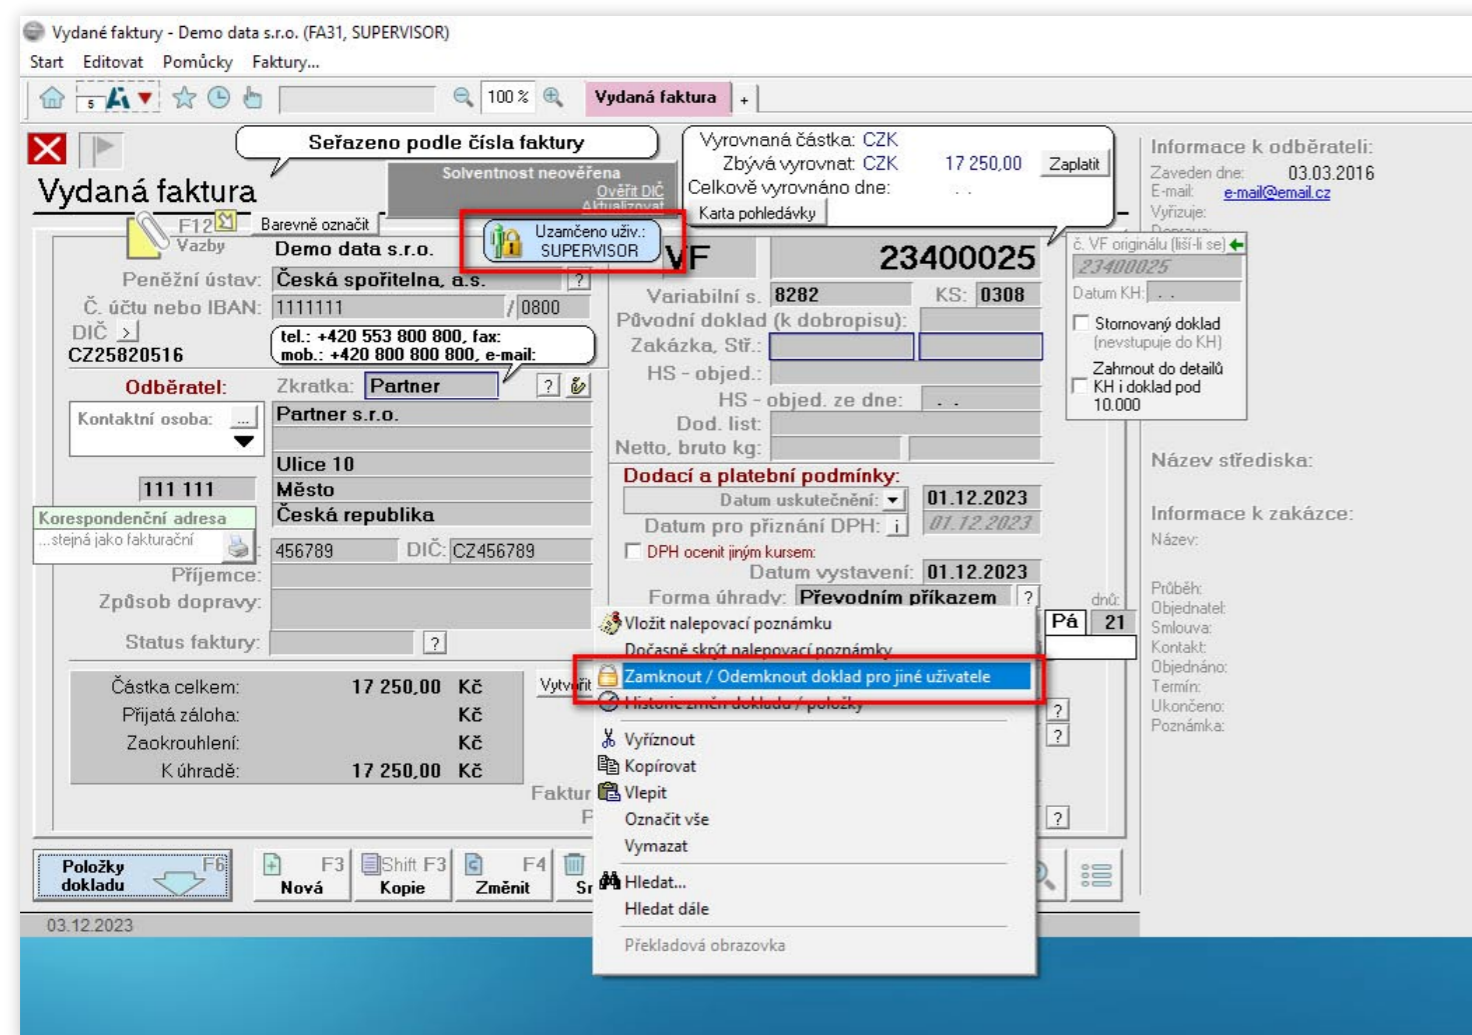 Vydané faktury - Demo data s.r.o. (FA31, SUPERVISOR)
Start Editovat Pomůcky Faktury...
5 100 % Vydaná faktura +
Seřazeno podle čísla faktury
Solventnost neověřena
Ověřit DIČ
Aktualizovat
Vydaná faktura
F12
Vazby
Barevně označit
Uzamčeno uživ.:
SUPERVISOR
Vyrovnaná částka: CZK
Zbývá vyrovnat: CZK 17 250,00 Zaplatit
Celkově vyrovnáno dne: . .
Karta pohledávky
Demo data s.r.o.
Peněžní ústav: Česká spořitelna, a.s. ?
Č. účtu nebo IBAN: 1111111 / 0800
DIČ >
CZ25820516
tel.: +420 553 800 800, fax:
mob.: +420 800 800 800, e-mail:
Odběratel: Zkratka: Partner ?
Kontaktní osoba: ...
Partner s.r.o.
Ulice 10
111 111 Město
Česká republika
Korespondenční adresa
...stejná jako fakturační
: 456789 DIČ: CZ456789
Příjemce:
Způsob dopravy:
Status faktury: ?
Částka celkem: 17 250,00 Kč
Přijatá záloha: Kč
Zaokrouhlení: Kč
K úhradě: 17 250,00 Kč
Vytvořit
Faktur
P
VF 23400025
Variabilní s. 8282 KS: 0308
Původní doklad (k dobropisu):
Zakázka, Stř.:
HS - objed.:
HS - objed. ze dne: . .
Dod. list:
Netto, bruto kg:
Dodací a platební podmínky:
Datum uskutečnění: 01.12.2023
Datum pro přiznání DPH: i 01.12.2023
DPH ocenit jiným kursem:
Datum vystavení: 01.12.2023
Forma úhrady: Převodním příkazem ?
dnů:
Pá 21
?
?
?
č. VF originálu (liší-li se)
23400025
Datum KH: . .
Stornovaný doklad
(nevstupuje do KH)
Zahrnout do detailů
KH i doklad pod
10.000
Informace k odběrateli:
Zaveden dne: 03.03.2016
E-mail: e-mail@email.cz
Vyřizuje:
Doprava:
Název střediska:
Informace k zakázce:
Název:
Průběh:
Objednatel:
Smlouva:
Kontakt:
Objednáno:
Termín:
Ukončeno:
Poznámka:
Vložit nalepovací poznámku
Dočasně skrýt nalepovací poznámky
Zamknout / Odemknout doklad pro jiné uživatele
Historie změn dokladu / položky
Vyříznout
Kopírovat
Vlepit
Označit vše
Vymazat
Hledat...
Hledat dále
Překladová obrazovka
Položky F6
dokladu
F3
Nová
Shift F3
Kopie
F4
Změnit
Sr
03.12.2023